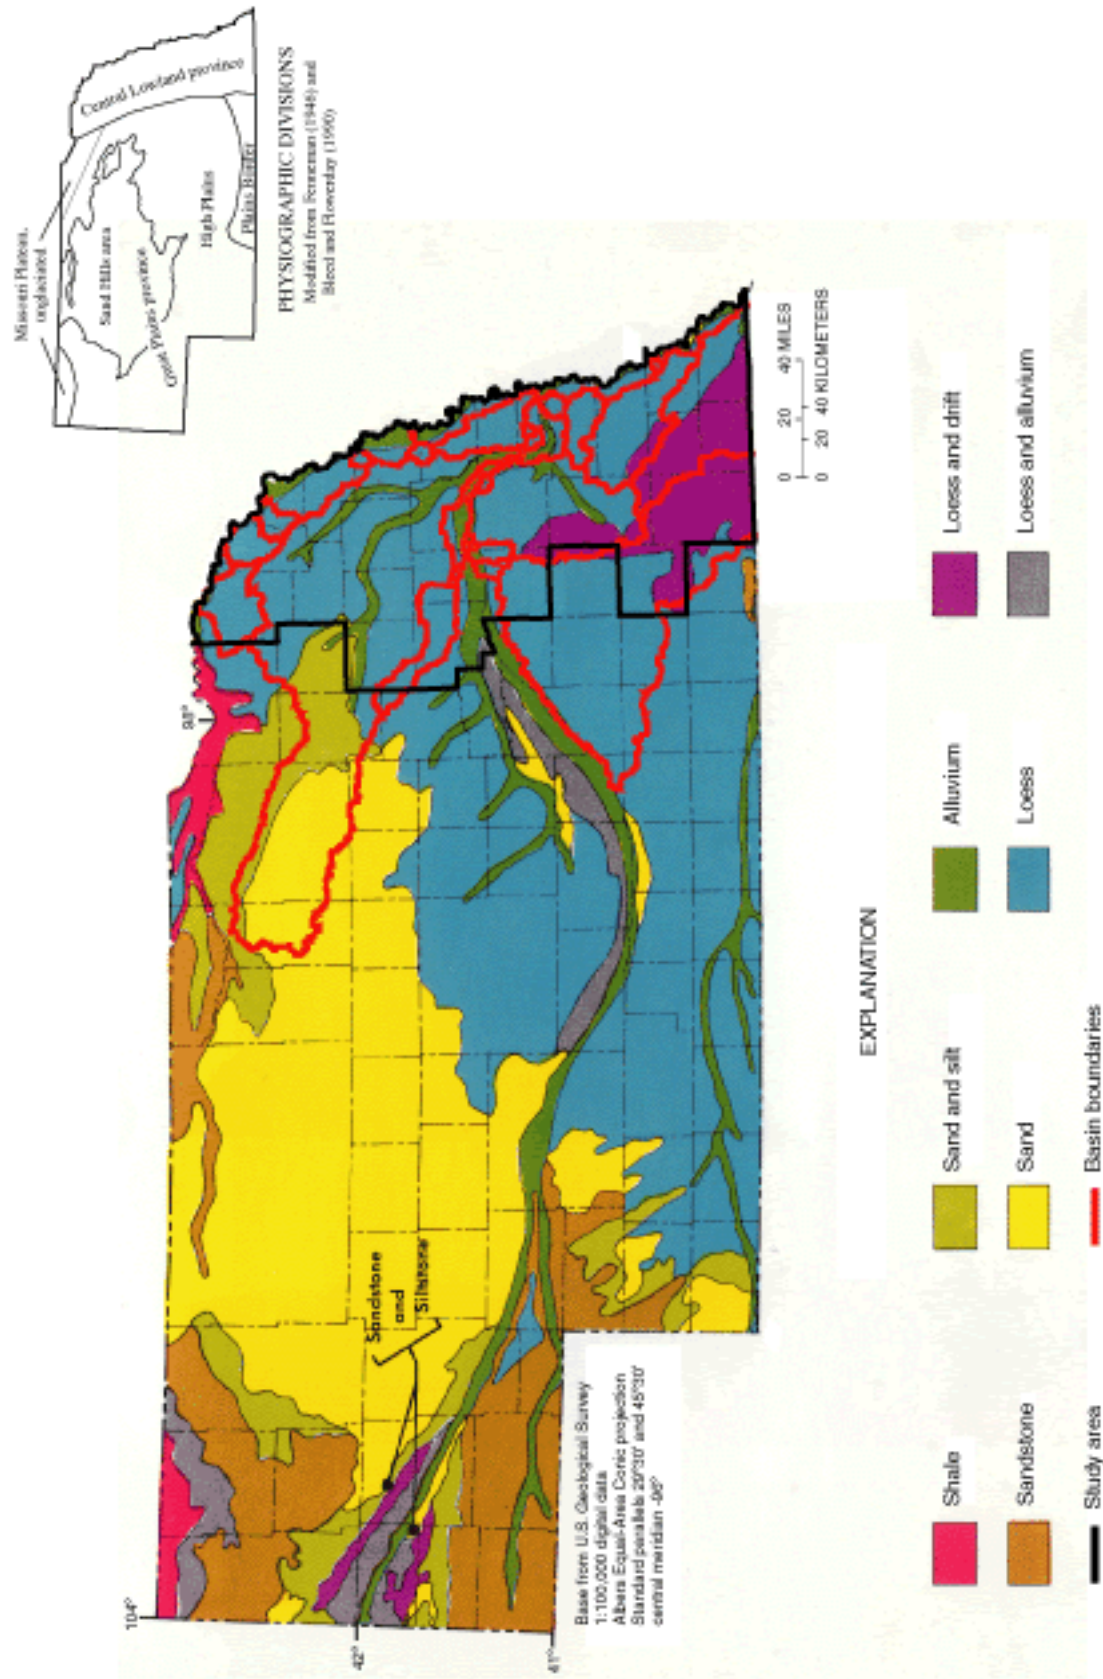 Missouri Plateau,
unglaciated
Central Lowland province
Sand Hills area
Great Plains province
High Plains
Plains Border
PHYSIOGRAPHIC DIVISIONS
Modified from Fenneman (1946) and
Bleed and Flowerday (1990)
104°
98°
42°
41°
Sandstone
and
Siltstone
0 20 40 MILES
0 20 40 KILOMETERS
Base from U.S. Geological Survey
1:100,000 digital data
Albers Equal-Area Conic projection
Standard parallels 29°30' and 45°30'
central meridian -96°
EXPLANATION
Shale
Sand and silt
Alluvium
Loess and drift
Sandstone
Sand
Loess
Loess and alluvium
Study area
Basin boundaries